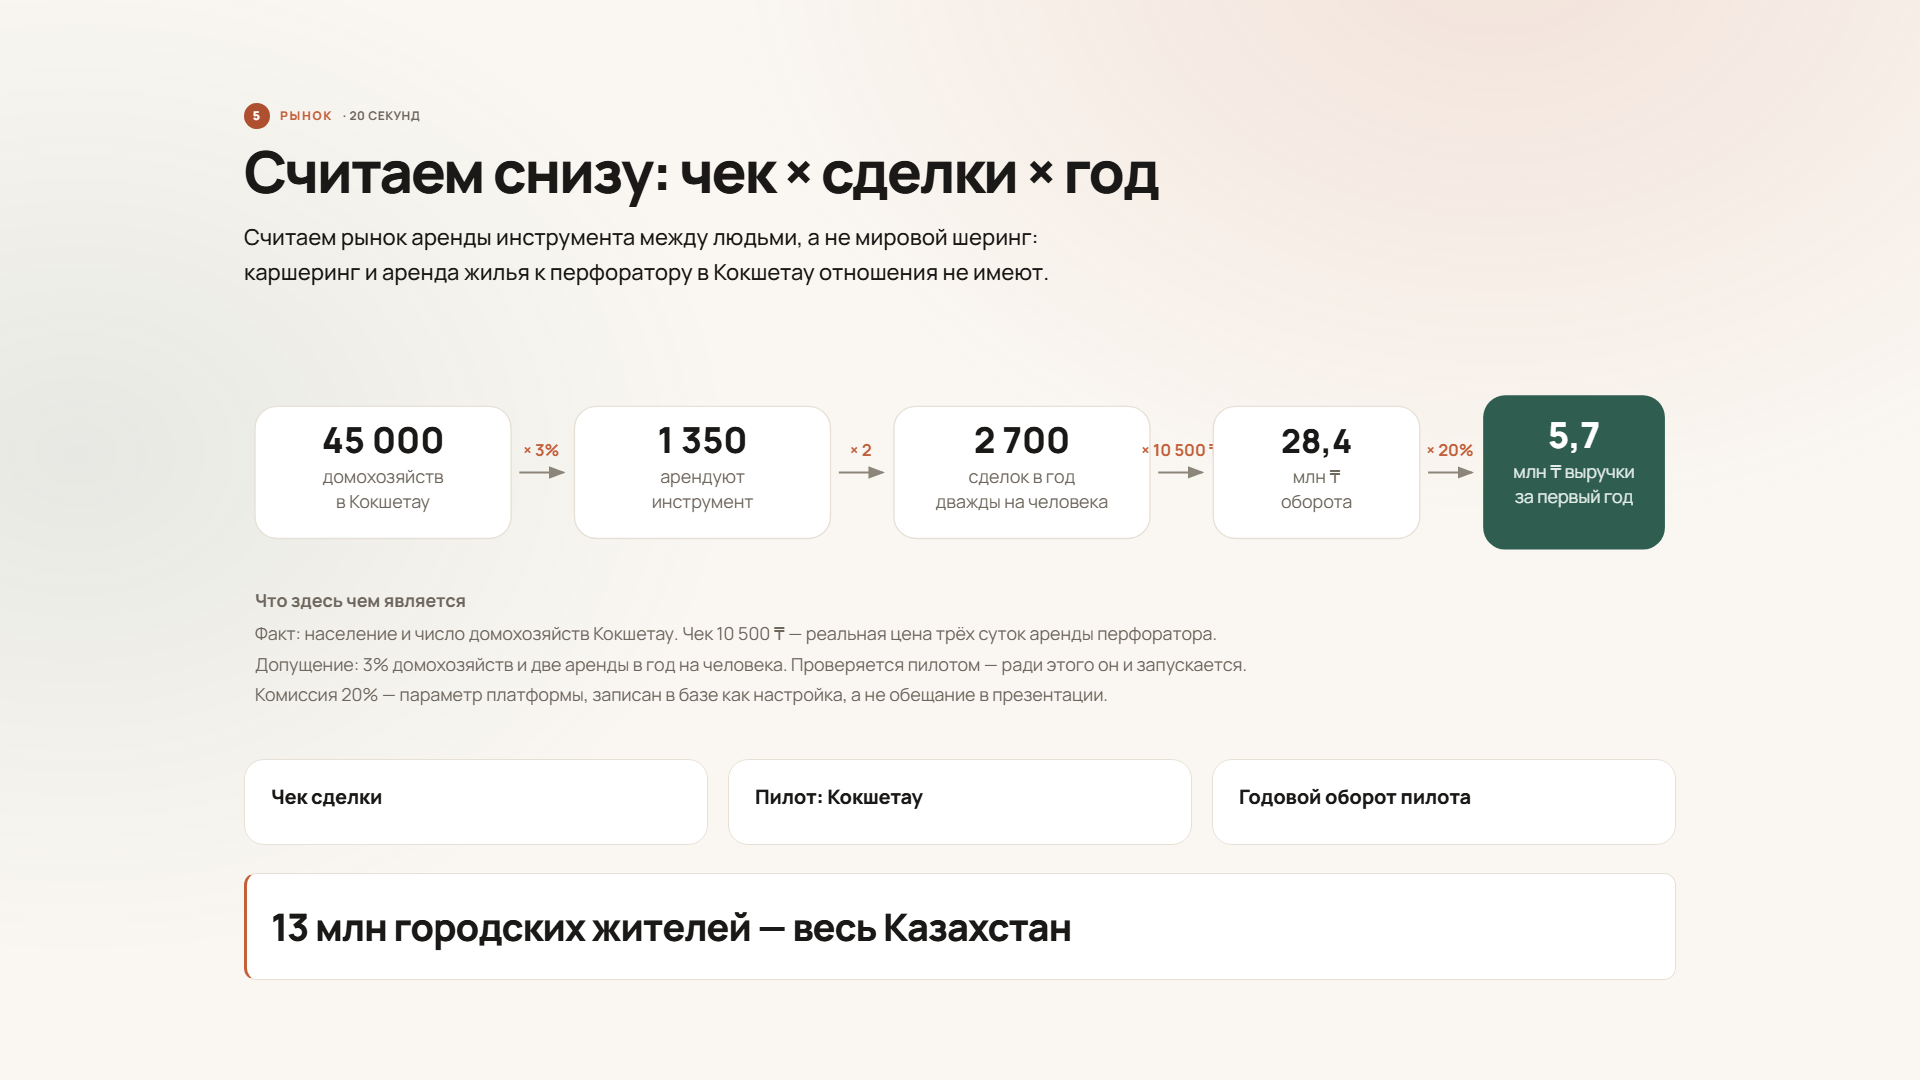 5 РЫНОК · 20 СЕКУНД
Считаем снизу: чек × сделки × год
Считаем рынок аренды инструмента между людьми, а не мировой шеринг:
каршеринг и аренда жилья к перфоратору в Кокшетау отношения не имеют.
45 000
домохозяйств
в Кокшетау
× 3%
1 350
арендуют
инструмент
× 2
2 700
сделок в год
дважды на человека
× 10 500 ₸
28,4
млн ₸
оборота
× 20%
5,7
млн ₸ выручки
за первый год
Что здесь чем является
Факт: население и число домохозяйств Кокшетау. Чек 10 500 ₸ — реальная цена трёх суток аренды перфоратора.
Допущение: 3% домохозяйств и две аренды в год на человека. Проверяется пилотом — ради этого он и запускается.
Комиссия 20% — параметр платформы, записан в базе как настройка, а не обещание в презентации.
Чек сделки
Пилот: Кокшетау
Годовой оборот пилота
13 млн городских жителей — весь Казахстан